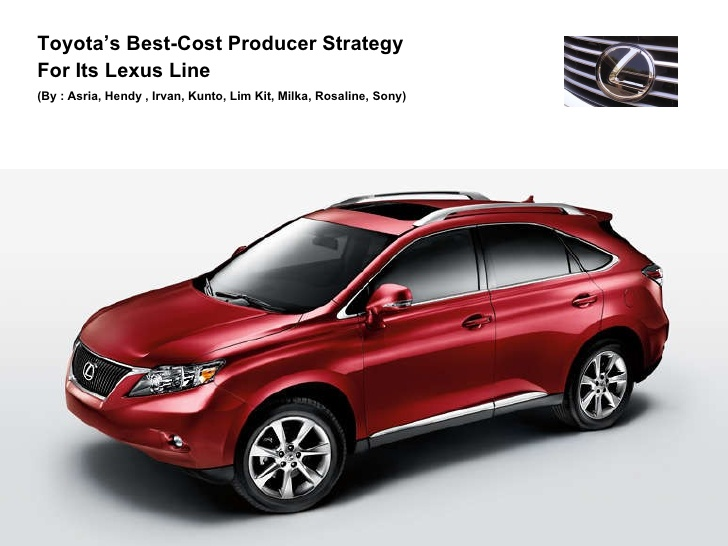 Toyota’s Best-Cost Producer Strategy
For Its Lexus Line
(By : Asria, Hendy , Irvan, Kunto, Lim Kit, Milka, Rosaline, Sony)